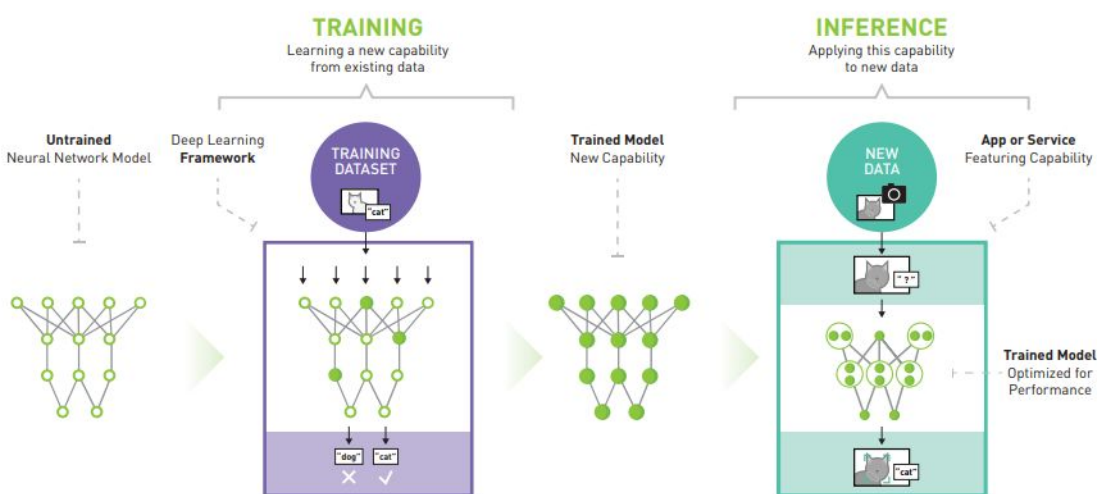 TRAINING
Learning a new capability
from existing data
INFERENCE
Applying this capability
to new data
Untrained
Neural Network Model
Deep Learning
Framework
TRAINING
DATASET
"cat"
Trained Model
New Capability
NEW
DATA
App or Service
Featuring Capability
"?"
Trained Model
Optimized for
Performance
"dog"
"cat"
"cat"